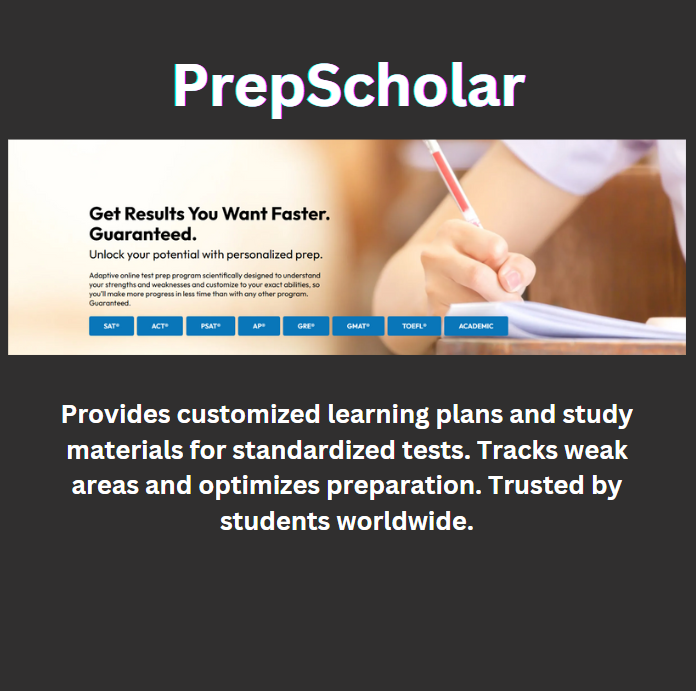 PrepScholar
Get Results You Want Faster.
Guaranteed.
Unlock your potential with personalized prep.
Adaptive online test prep program scientifically designed to understand
your strengths and weaknesses and customize to your exact abilities, so
you'll make more progress in less time than with any other program.
Guaranteed.
SAT® ACT® PSAT® AP® GRE® GMAT® TOEFL® ACADEMIC
Provides customized learning plans and study
materials for standardized tests. Tracks weak
areas and optimizes preparation. Trusted by
students worldwide.